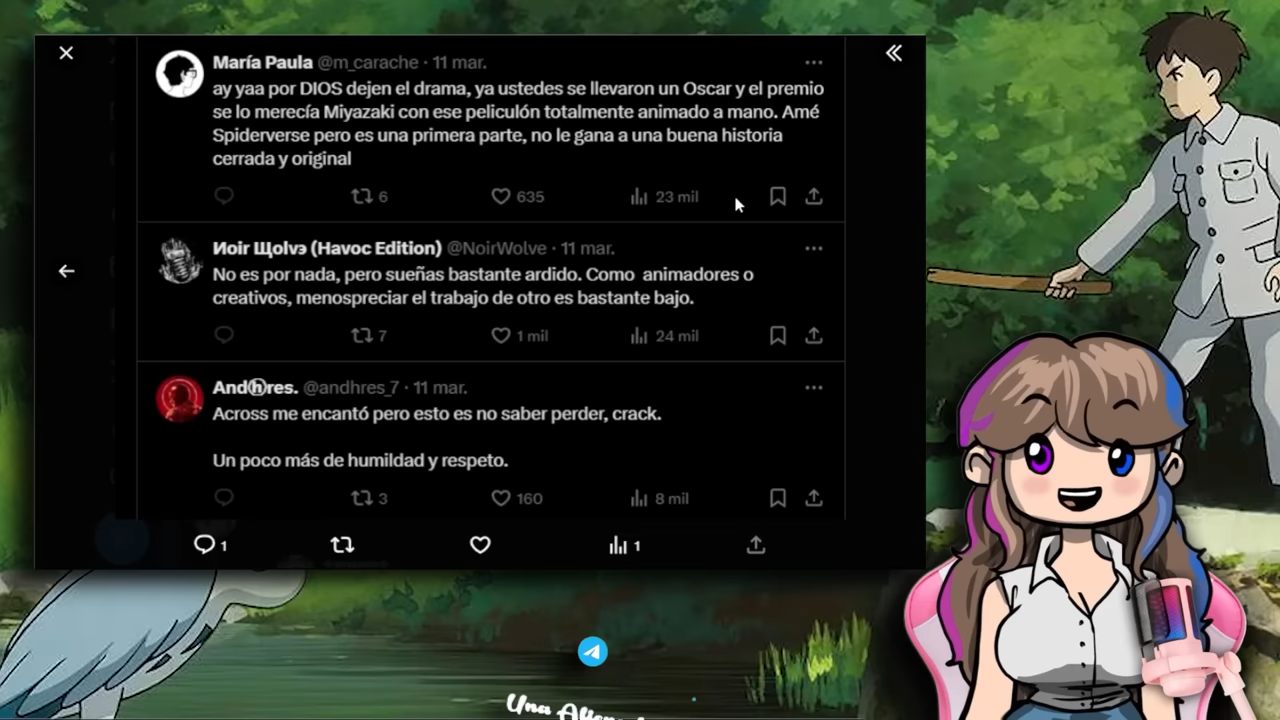 María Paula @m_carache · 11 mar.
ay yaa por DIOS dejen el drama, ya ustedes se llevaron un Oscar y el premio
se lo merecía Miyazaki con ese peliculón totalmente animado a mano. Amé
Spiderverse pero es una primera parte, no le gana a una buena historia
cerrada y original
6 635 23 mil
Иoir Щolvэ (Havoc Edition) @NoirWolve · 11 mar.
No es por nada, pero sueñas bastante ardido. Como animadores o
creativos, menospreciar el trabajo de otro es bastante bajo.
7 1 mil 24 mil
Andⓗres. @andhres_7 · 11 mar.
Across me encantó pero esto es no saber perder, crack.
Un poco más de humildad y respeto.
3 160 8 mil
1 1
Una